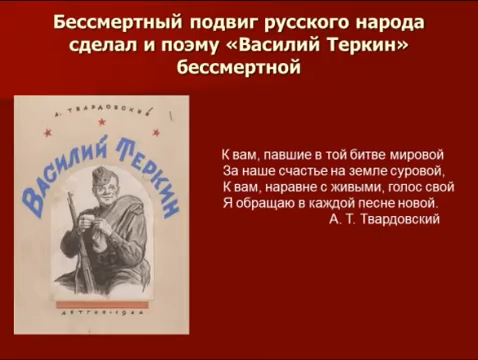 Бессмертный подвиг русского народа
сделал и поэму «Василий Теркин»
бессмертной
А. ТВАРДОВСКИЙ
ВАСИЛИЙ ТЕРКИН
ДЕТГИЗ-1944
К вам, павшие в той битве мировой
За наше счастье на земле суровой,
К вам, наравне с живыми, голос свой
Я обращаю в каждой песне новой.
А. Т. Твардовский